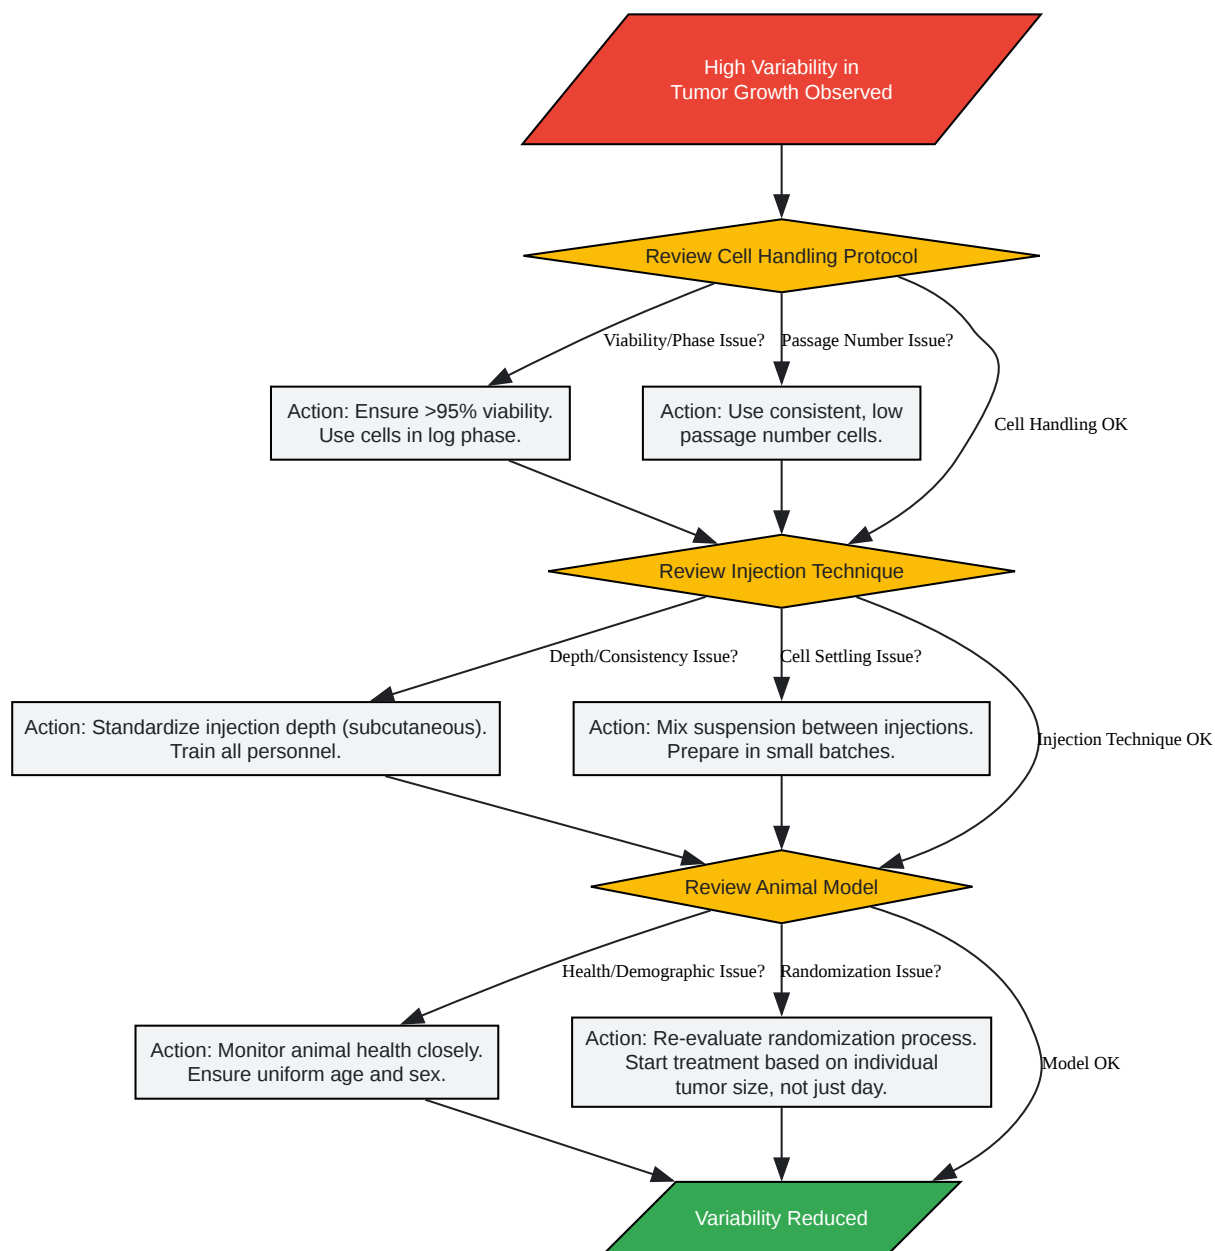 High Variability in
Tumor Growth Observed
Review Cell Handling Protocol
Viability/Phase Issue?
Passage Number Issue?
Action: Ensure >95% viability.
Use cells in log phase.
Action: Use consistent, low
passage number cells.
Cell Handling OK
Review Injection Technique
Depth/Consistency Issue?
Cell Settling Issue?
Action: Standardize injection depth (subcutaneous).
Train all personnel.
Action: Mix suspension between injections.
Prepare in small batches.
Injection Technique OK
Review Animal Model
Health/Demographic Issue?
Randomization Issue?
Action: Monitor animal health closely.
Ensure uniform age and sex.
Action: Re-evaluate randomization process.
Start treatment based on individual
tumor size, not just day.
Model OK
Variability Reduced